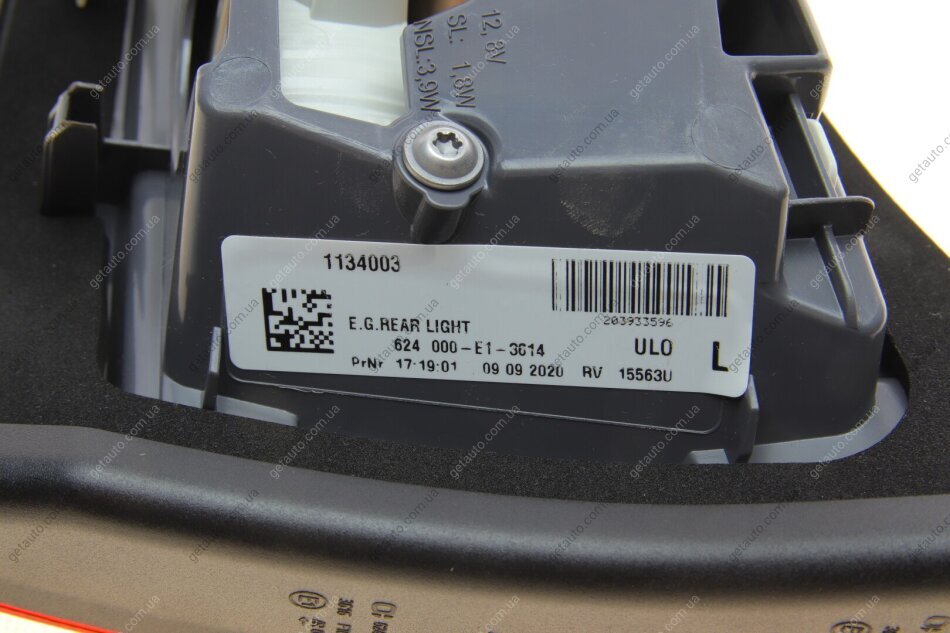 12, 8V
SL: 1,8W
NSL:3,9W
1134003
203933596
E.G.REAR LIGHT
624 000-E1-3614
ULO
L
PrNr 17:19:01 09 09 2020 RV 15563U
getauto.com.ua